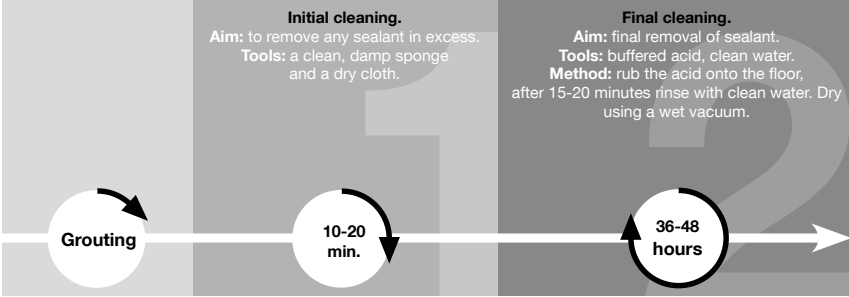 Initial cleaning.
Aim: to remove any sealant in excess.
Tools: a clean, damp sponge
and a dry cloth.
Final cleaning.
Aim: final removal of sealant.
Tools: buffered acid, clean water.
Method: rub the acid onto the floor,
after 15-20 minutes rinse with clean water. Dry
using a wet vacuum.
1
2
Grouting
10-20
min.
36-48
hours